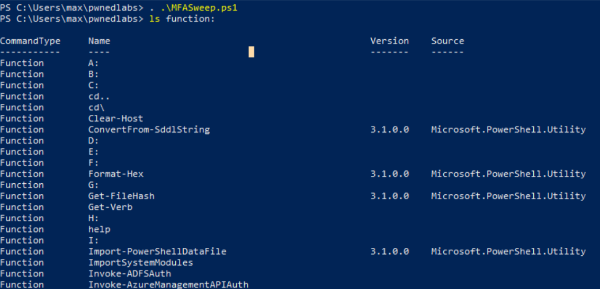 PS C:\Users\max\pwnedlabs> . .\MFASweep.ps1
PS C:\Users\max\pwnedlabs> ls function:
CommandType Name Version Source
----------- ---- ------- ------
Function A:
Function B:
Function C:
Function cd..
Function cd\
Function Clear-Host
Function ConvertFrom-SddlString 3.1.0.0 Microsoft.PowerShell.Utility
Function D:
Function E:
Function F:
Function Format-Hex 3.1.0.0 Microsoft.PowerShell.Utility
Function G:
Function Get-FileHash 3.1.0.0 Microsoft.PowerShell.Utility
Function Get-Verb
Function H:
Function help
Function I:
Function Import-PowerShellDataFile 3.1.0.0 Microsoft.PowerShell.Utility
Function ImportSystemModules
Function Invoke-ADFSAuth
Function Invoke-AzureManagementAPIAuth